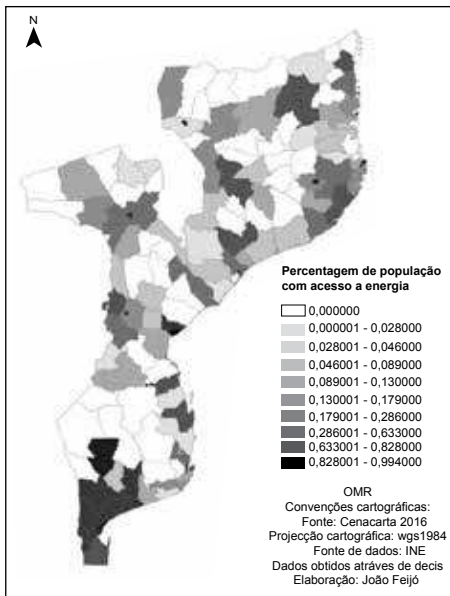 N
Percentagem de população
com acesso a energia
0,000000
0,000001 - 0,028000
0,028001 - 0,046000
0,046001 - 0,089000
0,089001 - 0,130000
0,130001 - 0,179000
0,179001 - 0,286000
0,286001 - 0,633000
0,633001 - 0,828000
0,828001 - 0,994000
OMR
Convenções cartográficas:
Fonte: Cenacarta 2016
Projecção cartográfica: wgs1984
Fonte de dados: INE
Dados obtidos atráves de decis
Elaboração: João Feijó